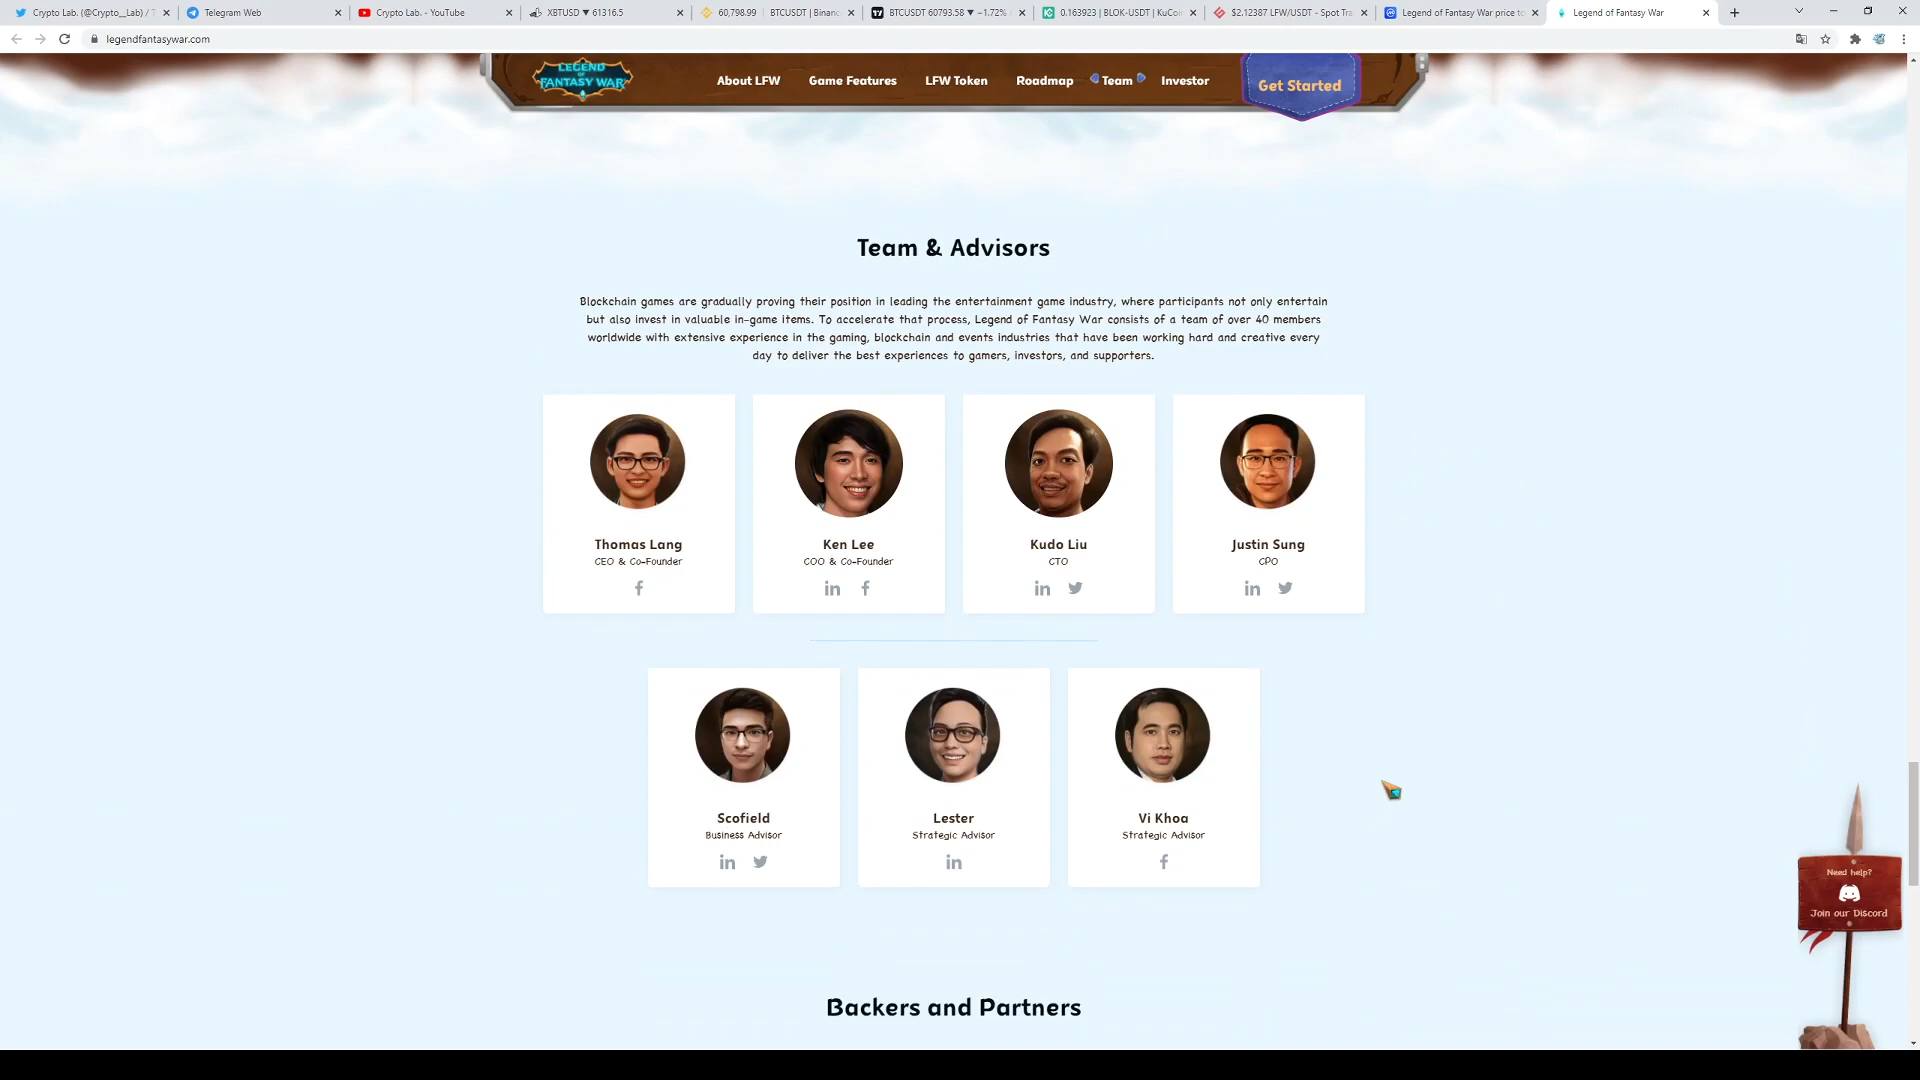 Crypto Lab. (@Crypto__Lab) / T
Telegram Web
Crypto Lab. - YouTube
XBTUSD ▼ 61316.5
60,798.99 | BTCUSDT | Binanc
BTCUSDT 60793.58 ▼ −1.72%
0.163923 | BLOK-USDT | KuCoi
$2.12387 LFW/USDT - Spot Tra
Legend of Fantasy War price to
Legend of Fantasy War
legendfantasywar.com
LEGEND
OF
FANTASY WAR
About LFW
Game Features
LFW Token
Roadmap
Team
Investor
Get Started
Team & Advisors
Blockchain games are gradually proving their position in leading the entertainment game industry, where participants not only entertain
but also invest in valuable in-game items. To accelerate that process, Legend of Fantasy War consists of a team of over 40 members
worldwide with extensive experience in the gaming, blockchain and events industries that have been working hard and creative every
day to deliver the best experiences to gamers, investors, and supporters.
Thomas Lang
CEO & Co-Founder
Ken Lee
COO & Co-Founder
Kudo Liu
CTO
Justin Sung
CPO
Scofield
Business Advisor
Lester
Strategic Advisor
Vi Khoa
Strategic Advisor
Need help?
Join our Discord
Backers and Partners